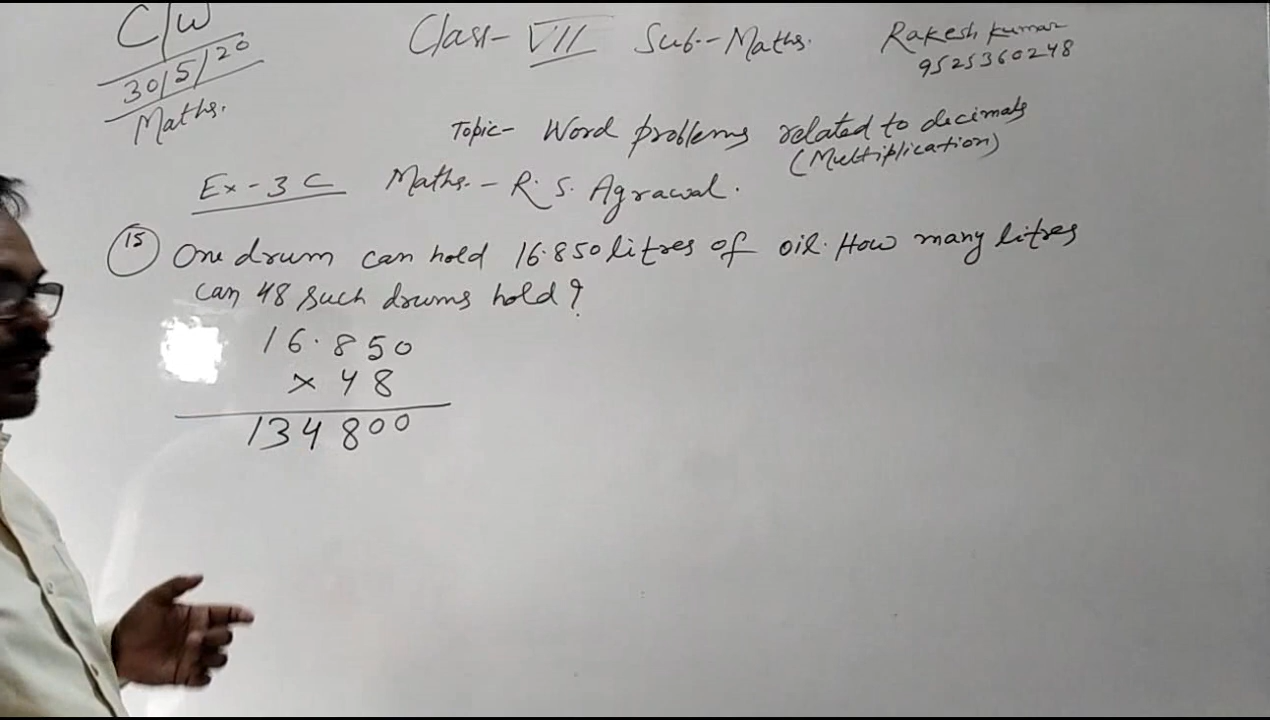 C/W
30/5/20
Maths.
Class- VII Sub.- Maths.
Rakesh kumar
9525360248
Topic- Word problems related to decimals
(Multiplication)
Ex-3C Maths.- R.S. Agrawal.
15 One drum can hold 16.850 litres of oil. How many litres
can 48 such drums hold?
16.850
× 48
134800